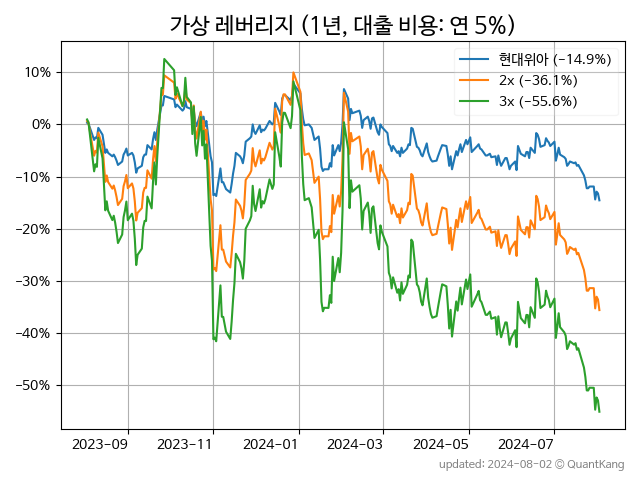 가상 레버리지 (1년, 대출 비용: 연 5%)
현대위아 (−14.9%)
2x (−36.1%)
3x (−55.6%)
10%
0%
−10%
−20%
−30%
−40%
−50%
2023-09
2023-11
2024-01
2024-03
2024-05
2024-07
updated: 2024-08-02 © QuantKang